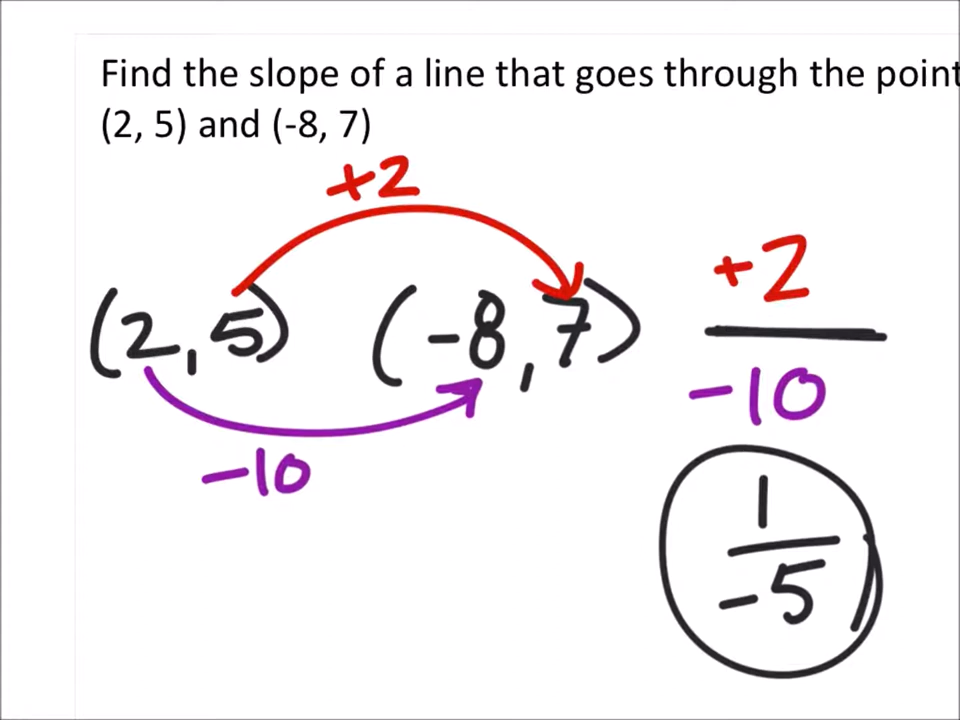 Find the slope of a line that goes through the point
(2, 5) and (-8, 7)
+2
(2, 5) (-8, 7)
-10
+2
-10
1
-5